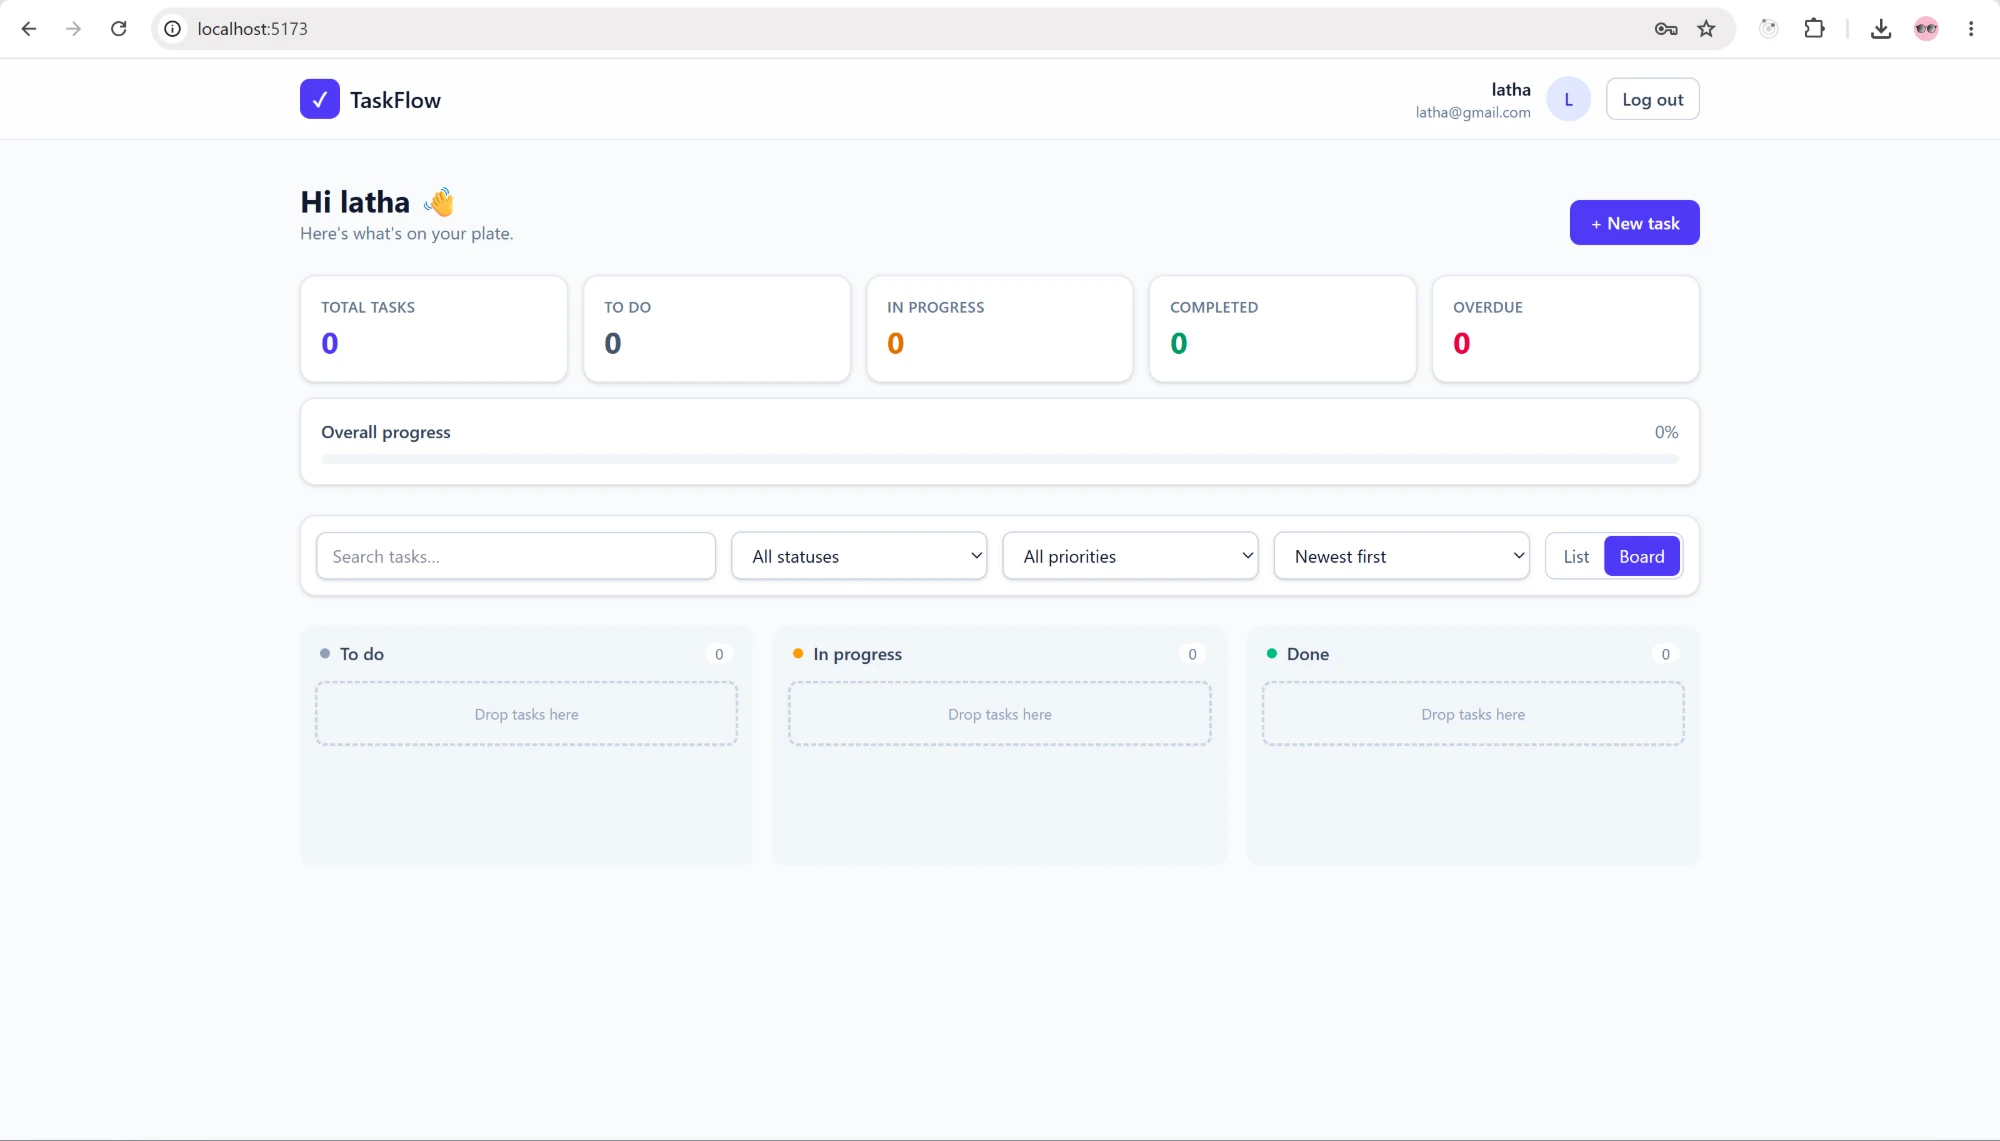 localhost:5173
✓ TaskFlow
latha
latha@gmail.com
L
Log out
Hi latha 👋
Here's what's on your plate.
+ New task
TOTAL TASKS
0
TO DO
0
IN PROGRESS
0
COMPLETED
0
OVERDUE
0
Overall progress
0%
Search tasks...
All statuses
All priorities
Newest first
List
Board
To do
0
Drop tasks here
In progress
0
Drop tasks here
Done
0
Drop tasks here